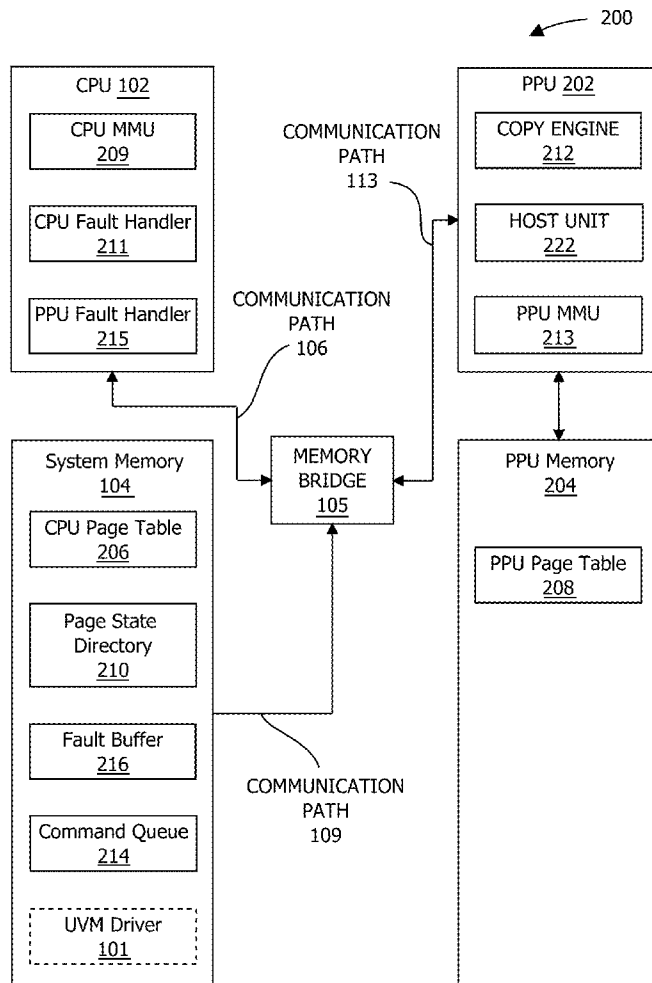 200
CPU 102
CPU MMU
209
CPU Fault Handler
211
PPU Fault Handler
215
COMMUNICATION
PATH
113
PPU 202
COPY ENGINE
212
HOST UNIT
222
PPU MMU
213
COMMUNICATION
PATH
106
System Memory
104
CPU Page Table
206
Page State
Directory
210
Fault Buffer
216
Command Queue
214
UVM Driver
101
MEMORY
BRIDGE
105
COMMUNICATION
PATH
109
PPU Memory
204
PPU Page Table
208